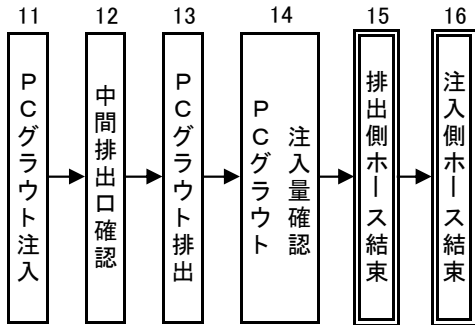 11
PCグラウト注入
12
中間排出口確認
13
PCグラウト排出
14
PCグラウト
注入量確認
15
排出側ホース結束
16
注入側ホース結束